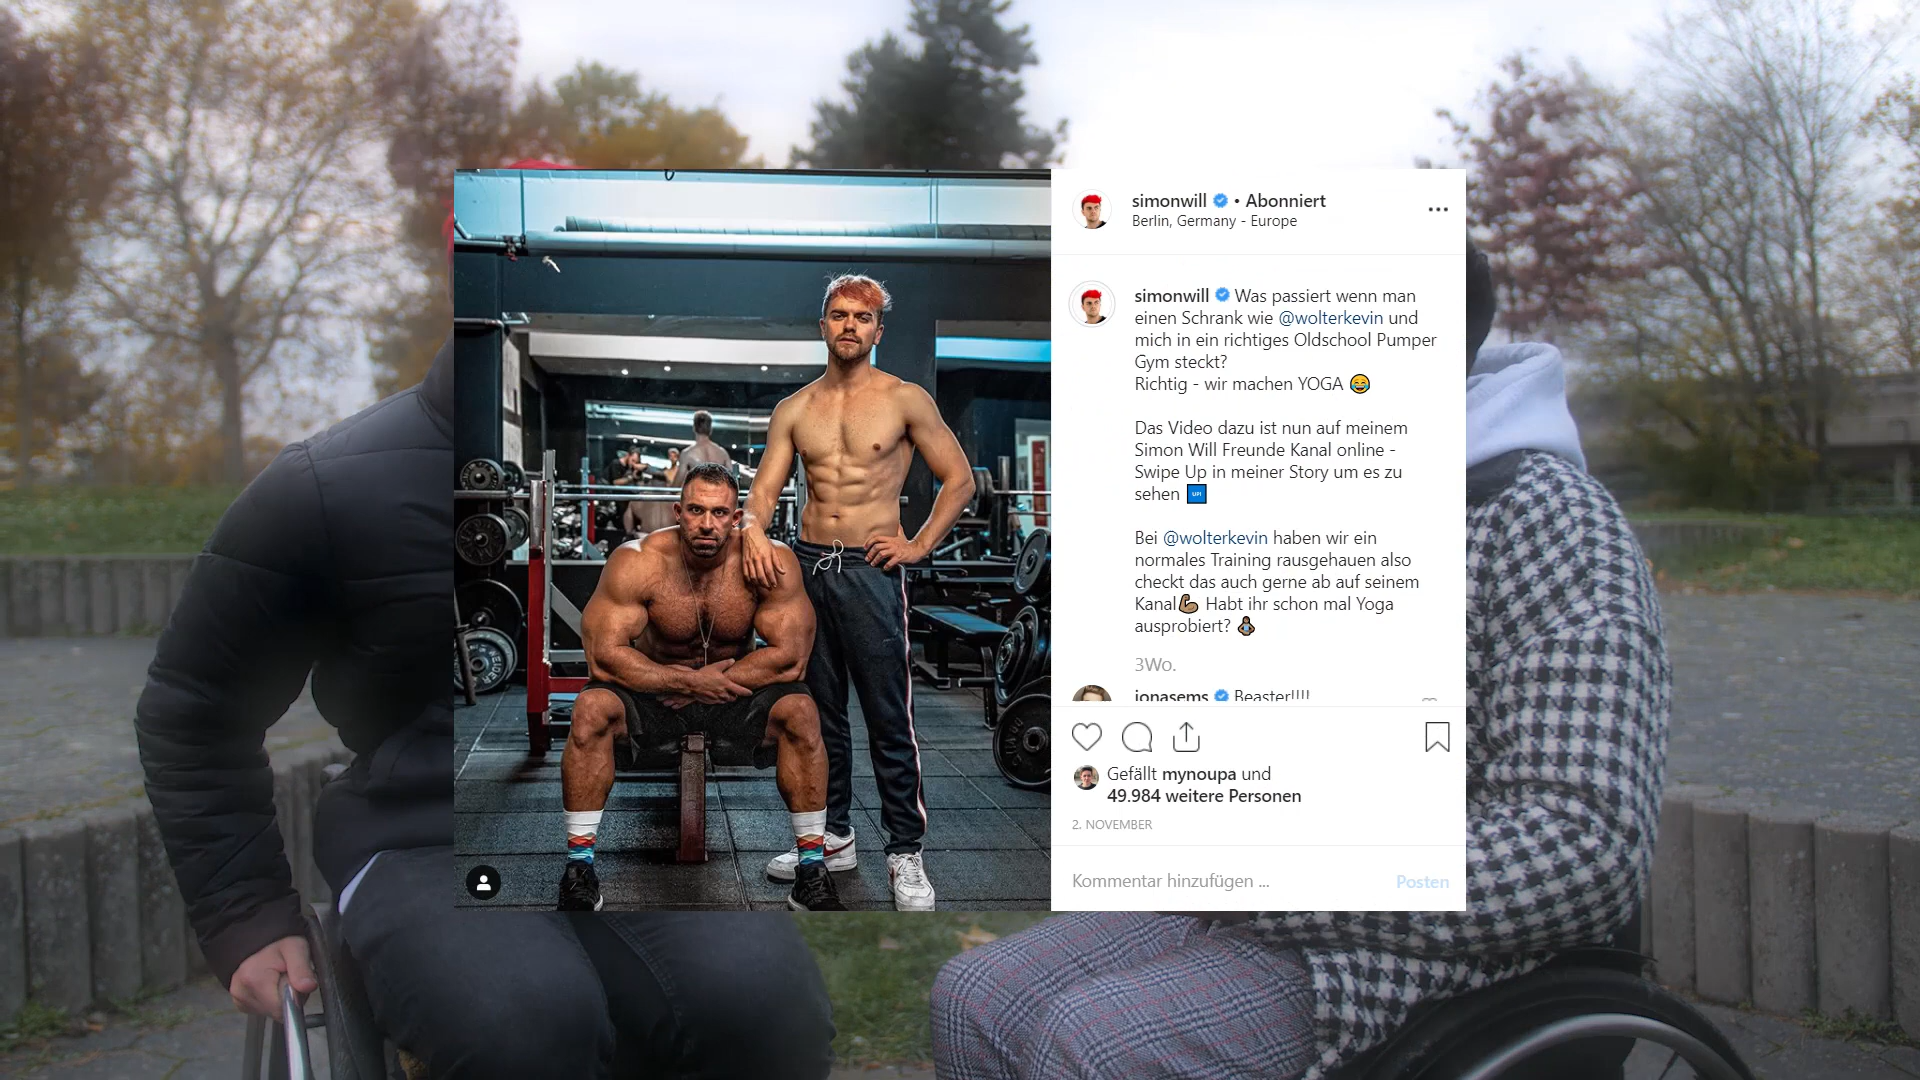 simonwill • Abonniert
Berlin, Germany - Europe
simonwill Was passiert wenn man
einen Schrank wie @wolterkevin und
mich in ein richtiges Oldschool Pumper
Gym steckt?
Richtig - wir machen YOGA 😂
Das Video dazu ist nun auf meinem
Simon Will Freunde Kanal online -
Swipe Up in meiner Story um es zu
sehen 🆙
Bei @wolterkevin haben wir ein
normales Training rausgehauen also
checkt das auch gerne ab auf seinem
Kanal💪🏾 Habt ihr schon mal Yoga
ausprobiert? 🧘🏾‍♂️
3Wo.
jonasems Beaster!!!!
Gefällt mynoupa und
49.984 weitere Personen
2. NOVEMBER
Kommentar hinzufügen ...
Posten